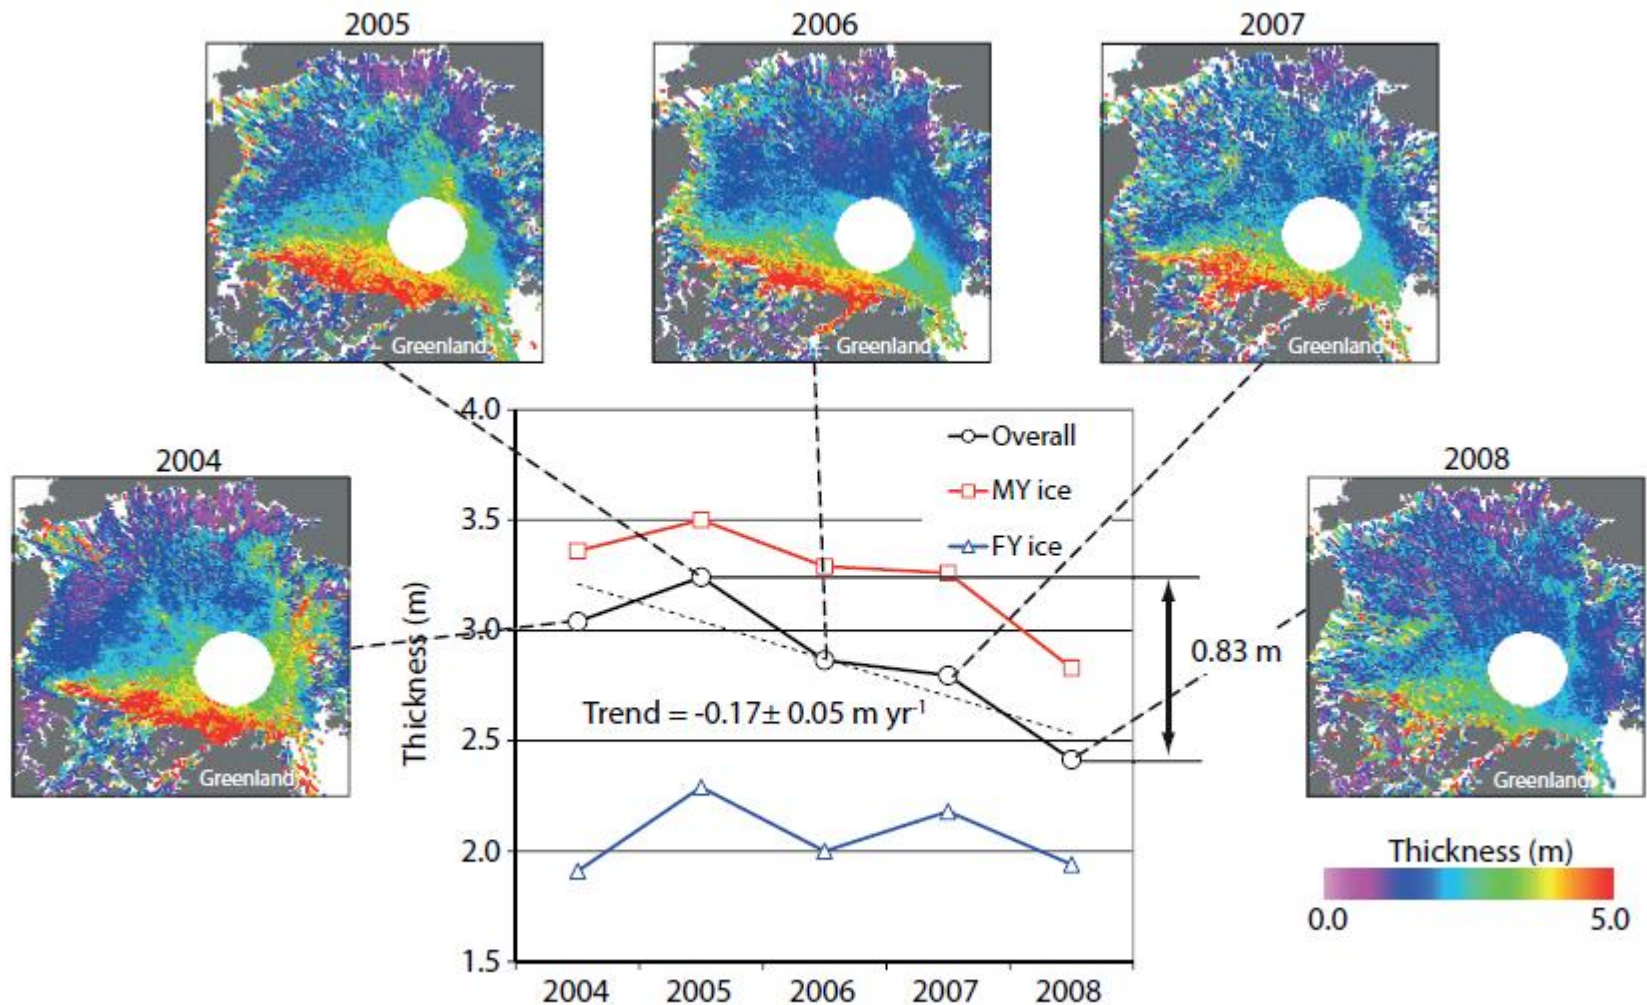 2005
2006
2007
Greenland
Greenland
Greenland
4.0
3.5
3.0
2.5
2.0
1.5
Thickness (m)
Overall
MY ice
FY ice
2004
Greenland
2008
Greenland
0.83 m
Trend = -0.17± 0.05 m yr⁻¹
Thickness (m)
0.0
5.0
2004
2005
2006
2007
2008